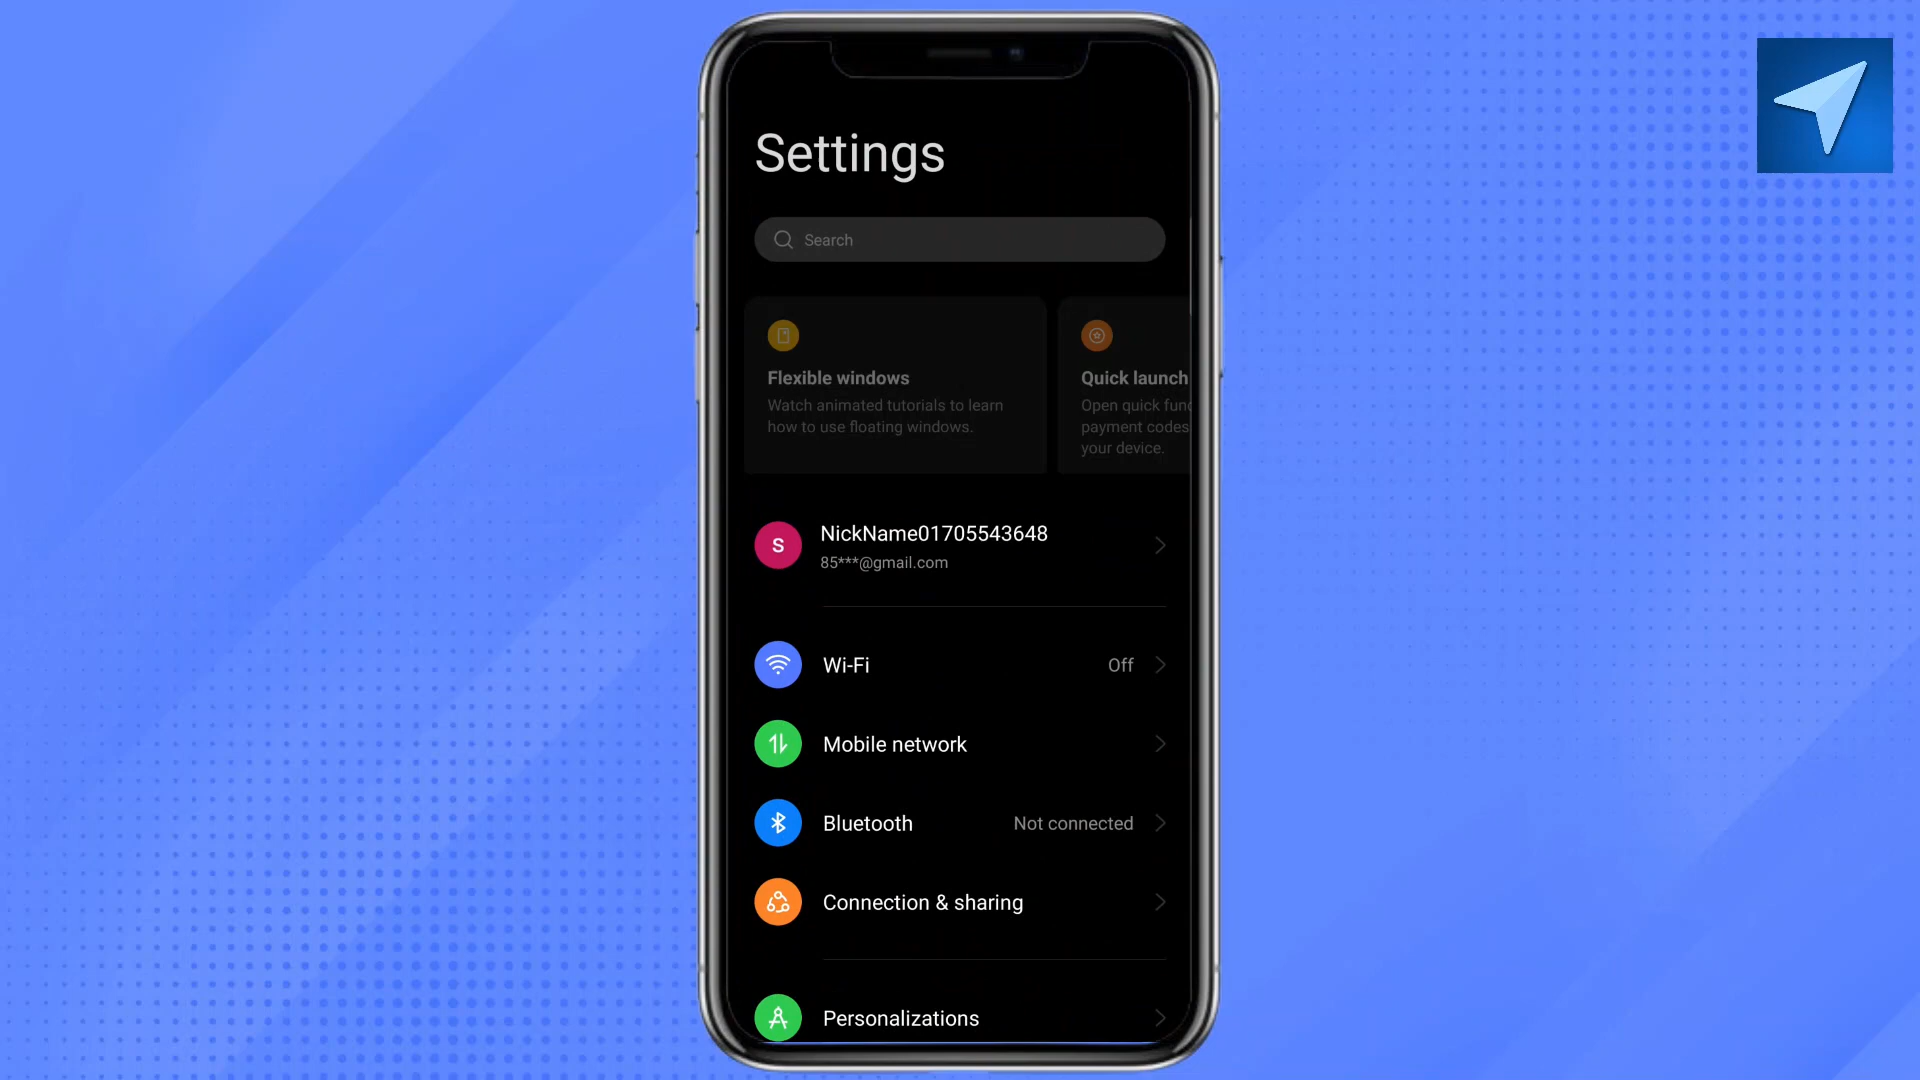 Settings
Search
Flexible windows
Watch animated tutorials to learn
how to use floating windows.
Quick launch
Open quick func
payment codes
your device.
S
NickName01705543648
85***@gmail.com
Wi-Fi Off
Mobile network
Bluetooth Not connected
Connection & sharing
Personalizations